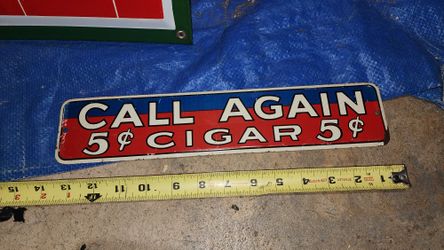 CALL AGAIN
5¢ CIGAR 5¢
15 14 13 12 11 10 9 8 7 6 5 4 3 2 1